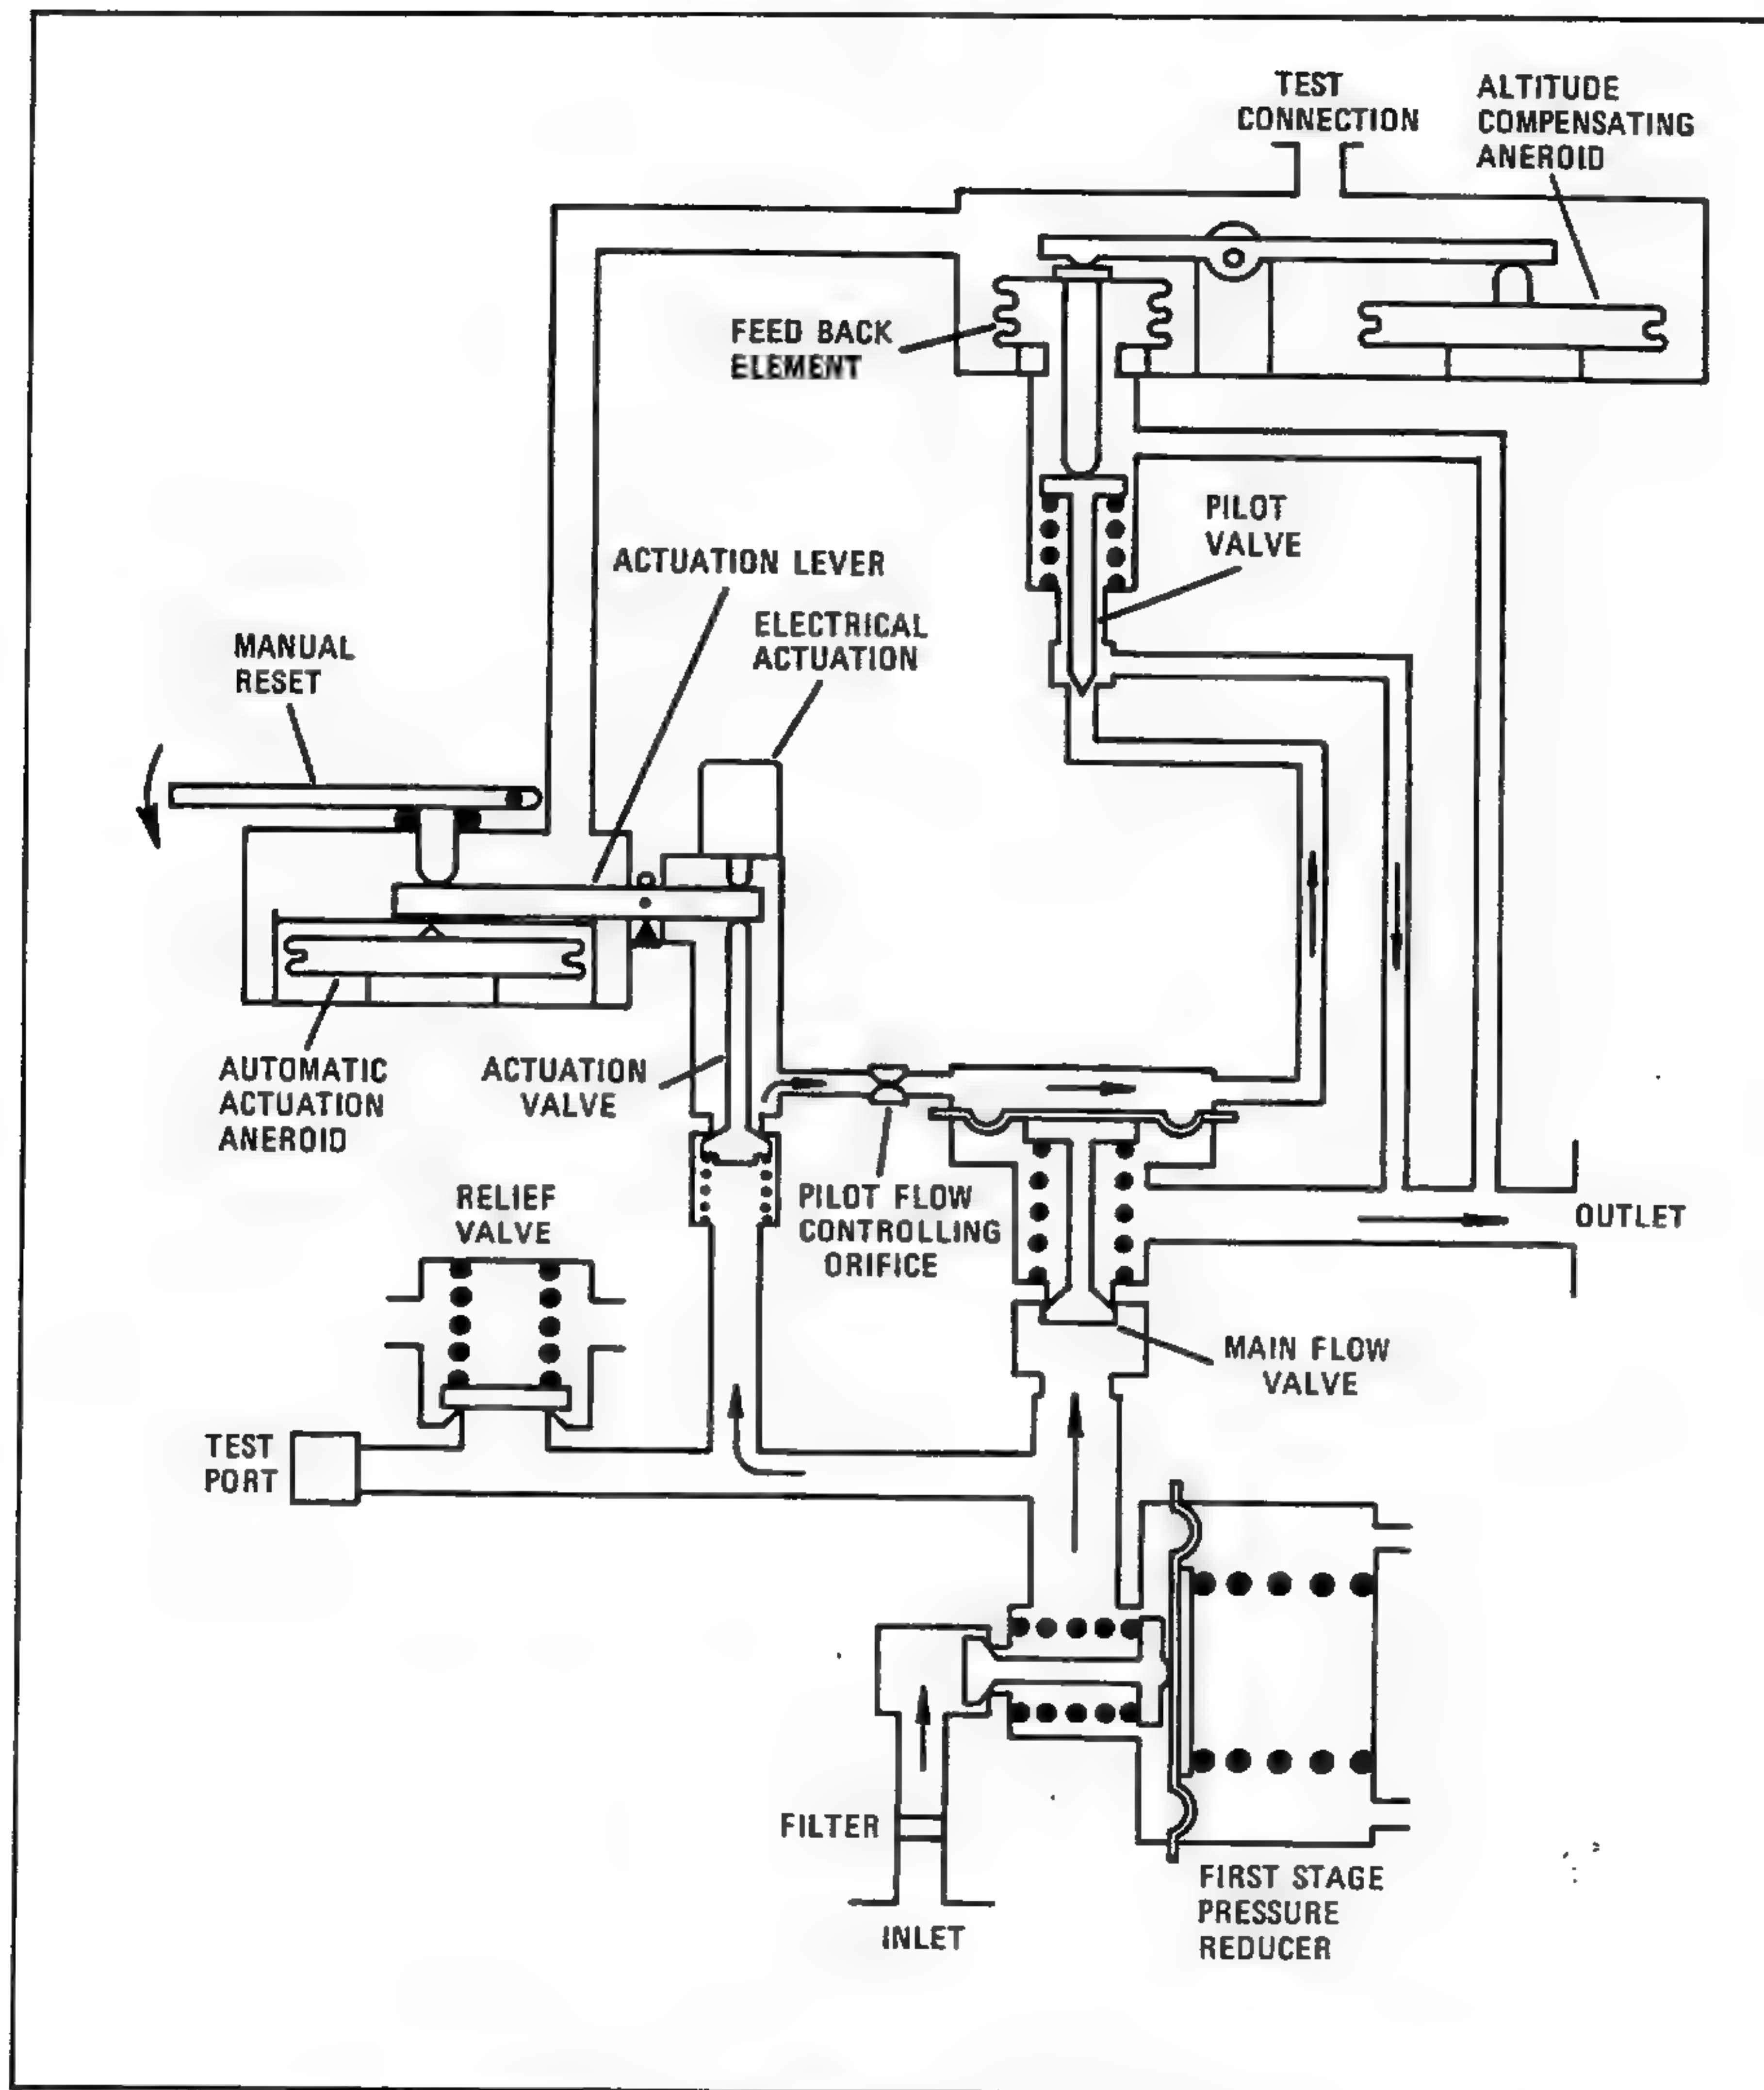 TEST
CONNECTION
ALTITUDE
COMPENSATING
ANEROID
FEED BACK
ELEMENT
PILOT
VALVE
ACTUATION LEVER
ELECTRICAL
ACTUATION
MANUAL
RESET
AUTOMATIC
ACTUATION
ANEROID
ACTUATION
VALVE
RELIEF
VALVE
PILOT FLOW
CONTROLLING
ORIFICE
OUTLET
MAIN FLOW
VALVE
TEST
PORT
FILTER
INLET
FIRST STAGE
PRESSURE
REDUCER